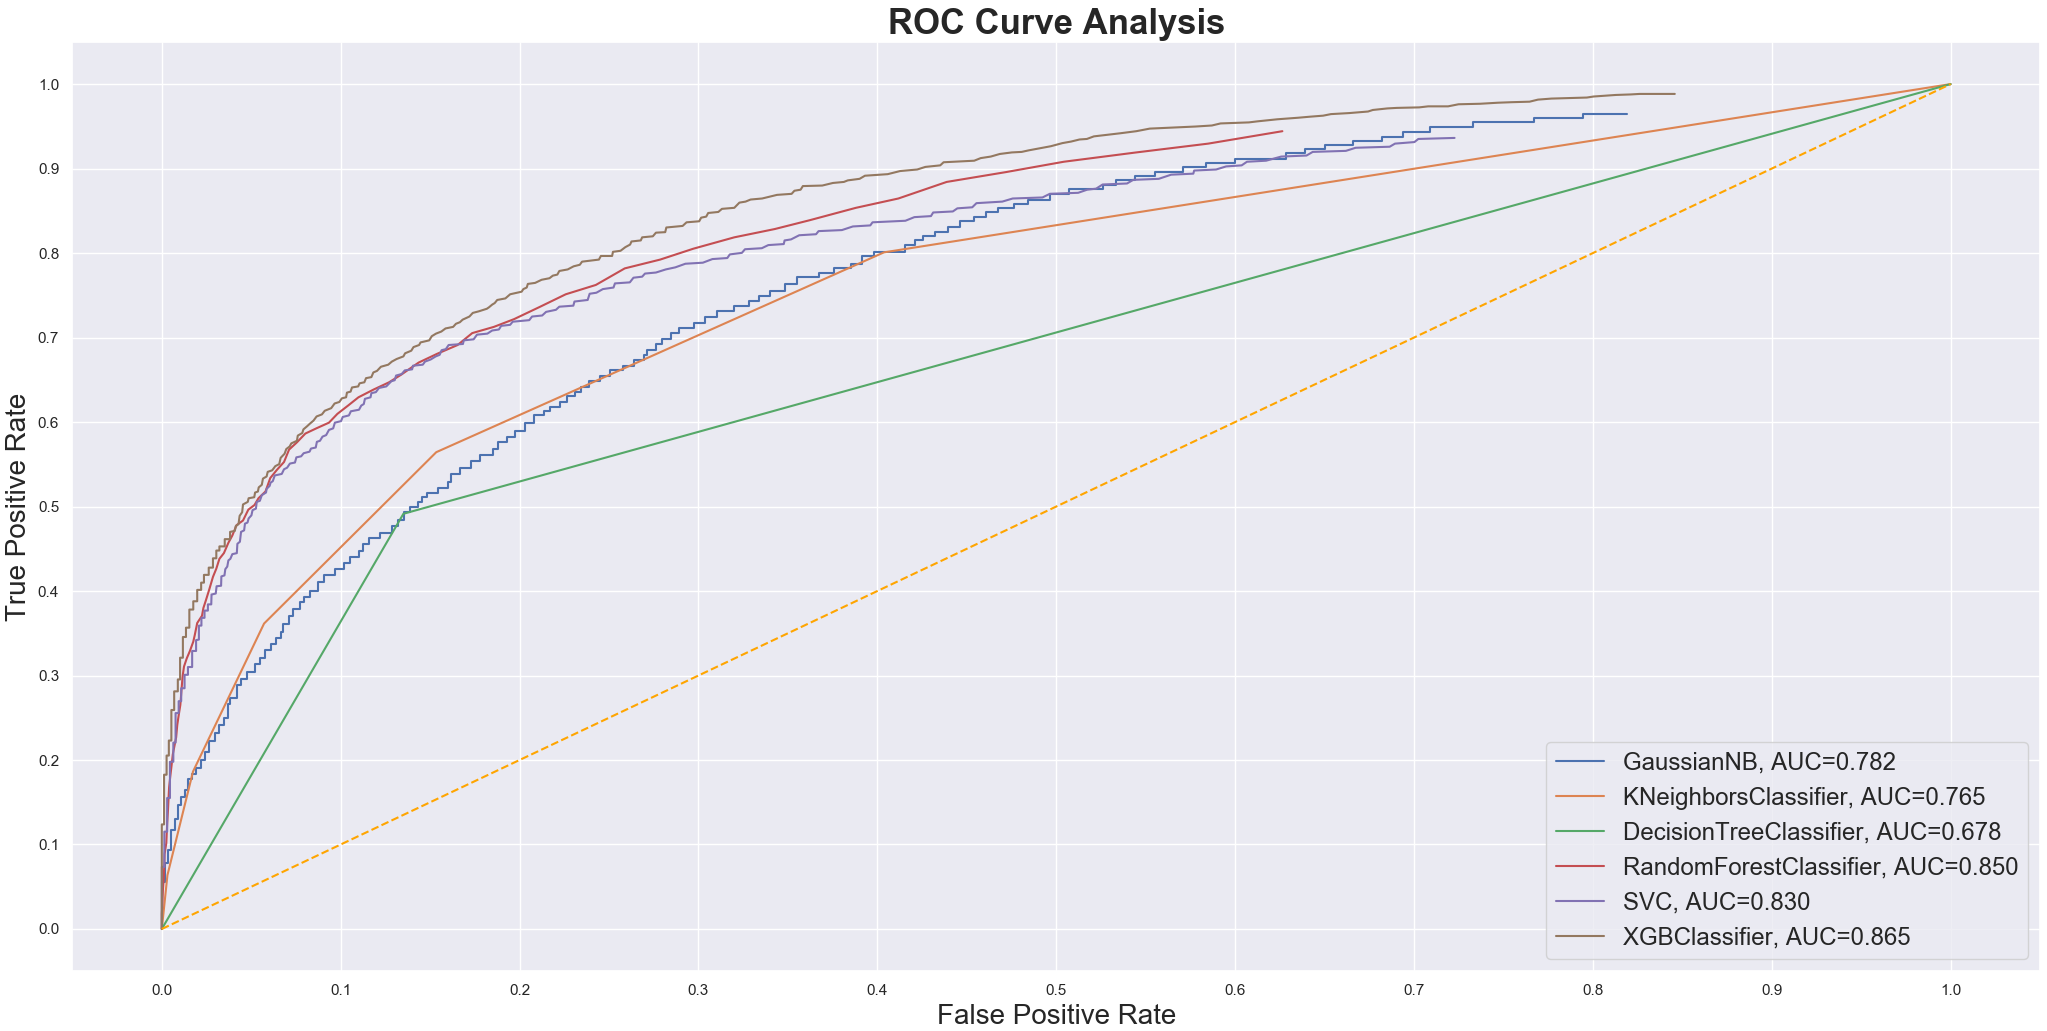 ROC Curve Analysis
True Positive Rate
1.0
0.9
0.8
0.7
0.6
0.5
0.4
0.3
0.2
0.1
0.0
GaussianNB, AUC=0.782
KNeighborsClassifier, AUC=0.765
DecisionTreeClassifier, AUC=0.678
RandomForestClassifier, AUC=0.850
SVC, AUC=0.830
XGBClassifier, AUC=0.865
0.0 0.1 0.2 0.3 0.4 0.5 0.6 0.7 0.8 0.9 1.0
False Positive Rate